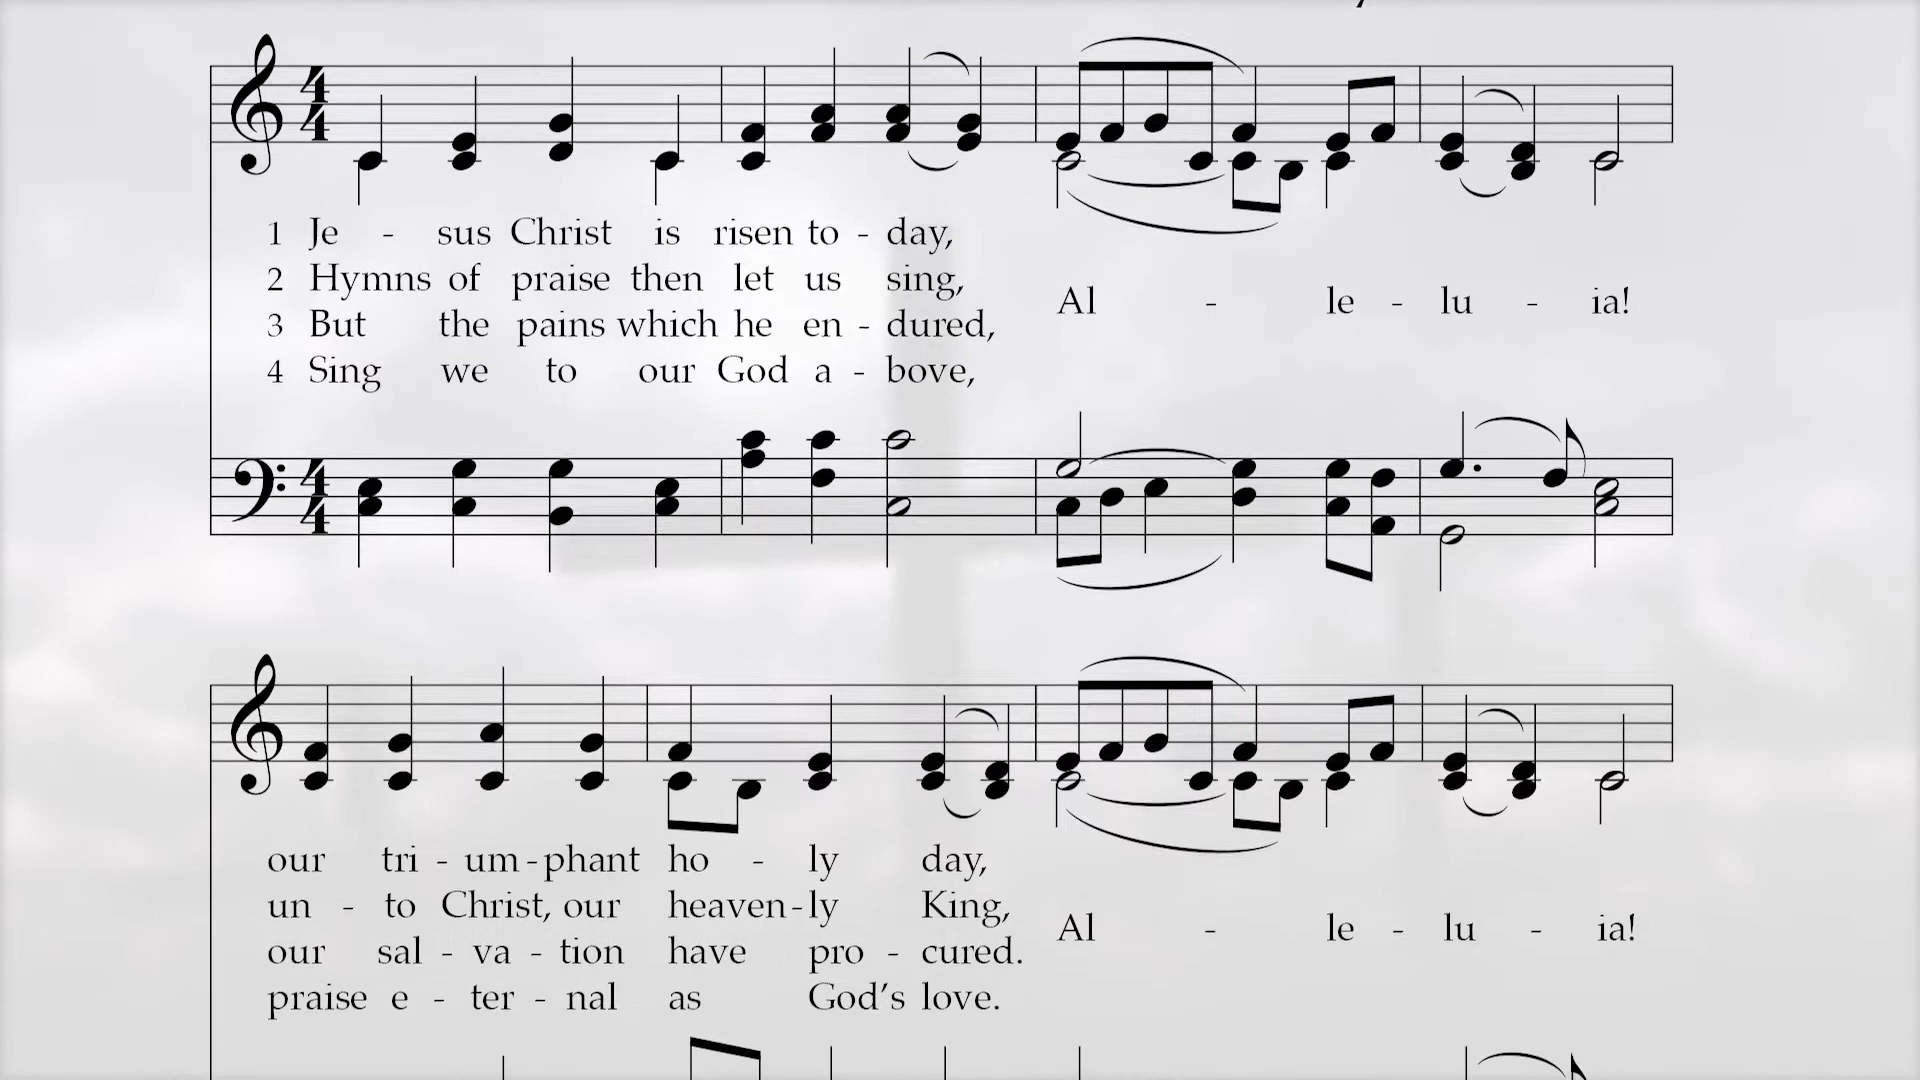 1 Je - sus Christ is risen to - day,
2 Hymns of praise then let us sing,
Al - le - lu - ia!
3 But the pains which he en - dured,
4 Sing we to our God a - bove,
our tri - um - phant ho - ly day,
un - to Christ, our heaven - ly King,
Al - le - lu - ia!
our sal - va - tion have pro - cured.
praise e - ter - nal as God's love.